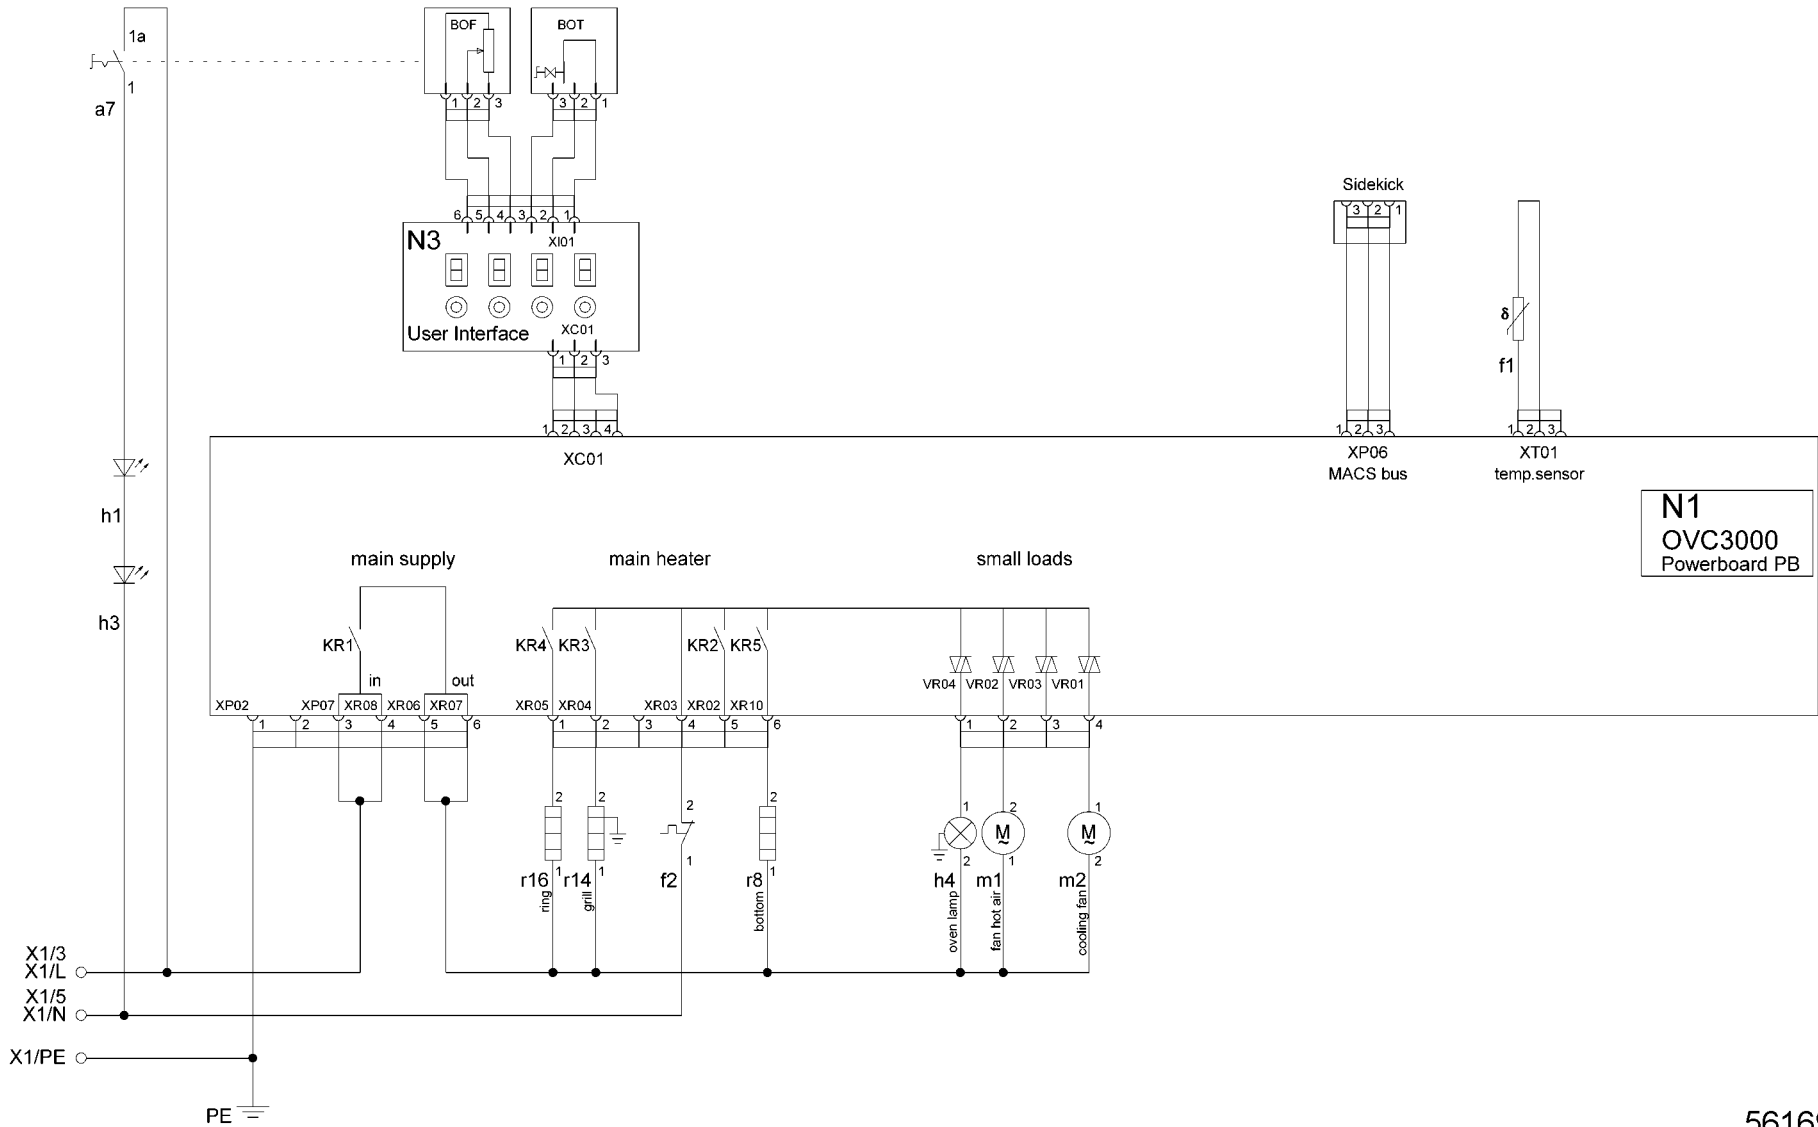 1a
BOF
BOT
1
a7
1 2 3
3 2 1
Sidekick
3 2 1
6 5 4 3 2 1
N3
XI01
User Interface
XC01
1 2 3
δ
f1
1 2 3 4
1 2 3
1 2 3
XC01
XP06
MACS bus
XT01
temp.sensor
N1
OVC3000
Powerboard PB
h1
h3
main supply
main heater
small loads
KR1
KR4
KR3
KR2
KR5
in
out
VR04
VR02
VR03
VR01
XP02
XP07
XR08
XR06
XR07
XR05
XR04
XR03
XR02
XR10
1 2 3 4 5 6
1 2 3 4 5 6
1 2 3 4
2
2
2
2
1
2
1
M
~
M
~
1
1
1
1
2
1
2
r16
ring
r14
grill
f2
r8
bottom
h4
oven lamp
m1
fan hot air
m2
cooling fan
X1/3
X1/L
X1/5
X1/N
X1/PE
PE